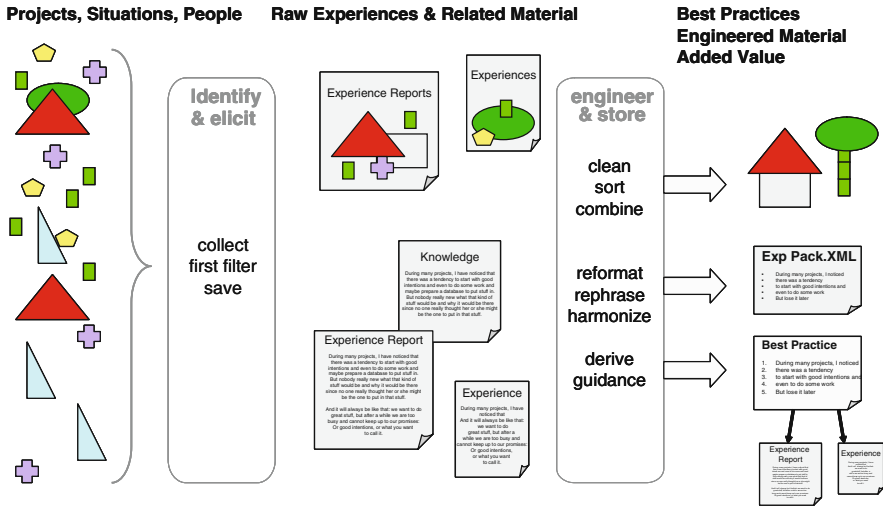 Projects, Situations, People
Raw Experiences & Related Material
Best Practices
Engineered Material
Added Value
Identify
& elicit
collect
first filter
save
Experience Reports
Experiences
Knowledge
During many projects, I have noticed that
there was a tendency to start with good
intentions and even to do some work and
maybe prepare a database to put stuff in.
But nobody really new what that kind of
stuff would be and why it would be there
since no one really thought her or she might
be the one to put in that stuff.
Experience Report
During many projects, I have noticed that
there was a tendency to start with good
intentions and even to do some work and
maybe prepare a database to put stuff in.
But nobody really new what that kind of
stuff would be and why it would be there
since no one really thought her or she might
be the one to put in that stuff.
And it will always be like that: we want to do
great stuff, but after a while we are too
busy and cannot keep up to our promises:
Or good intentions, or what you want
to call it.
Experience
During many projects, I have
noticed that
And it will always be like that:
we want to do
great stuff, but after a
while we are too busy and
cannot keep up to our promises:
Or good intentions,
or what you want
to call it.
engineer
& store
clean
sort
combine
reformat
rephrase
harmonize
derive
guidance
Exp Pack.XML
• During many projects, I noticed
• there was a tendency
• to start with good intentions and
• even to do some work
• But lose it later
Best Practice
1. During many projects, I noticed
2. there was a tendency
3. to start with good intentions and
4. even to do some work
5. But lose it later
Experience
Report
Experience